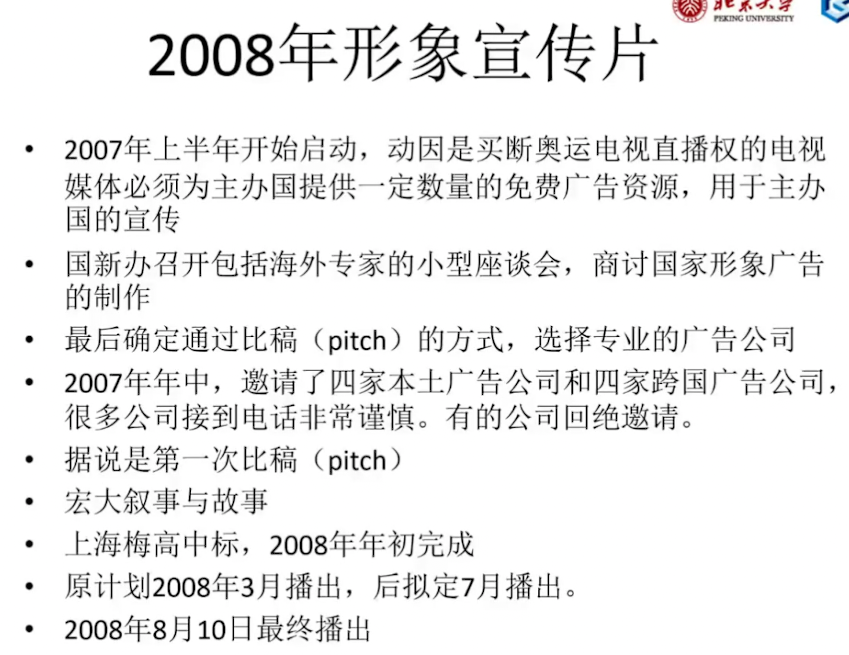 北京大学
PEKING UNIVERSITY
2008年形象宣传片
• 2007年上半年开始启动，动因是买断奥运电视直播权的电视
媒体必须为主办国提供一定数量的免费广告资源，用于主办
国的宣传
• 国新办召开包括海外专家的小型座谈会，商讨国家形象广告
的制作
• 最后确定通过比稿（pitch）的方式，选择专业的广告公司
• 2007年年中，邀请了四家本土广告公司和四家跨国广告公司，
很多公司接到电话非常谨慎。有的公司回绝邀请。
• 据说是第一次比稿（pitch）
• 宏大叙事与故事
• 上海梅高中标，2008年年初完成
• 原计划2008年3月播出，后拟定7月播出。
• 2008年8月10日最终播出